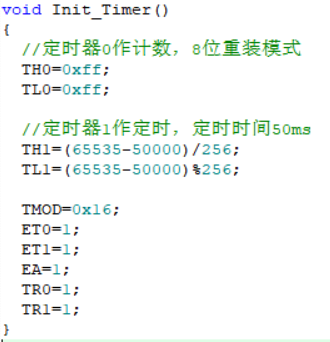 void Init_Timer()
{
//定时器0作计数，8位重装模式
TH0=0xff;
TL0=0xff;
//定时器1作定时，定时时间50ms
TH1=(65535-50000)/256;
TL1=(65535-50000)%256;
TMOD=0x16;
ET0=1;
ET1=1;
EA=1;
TR0=1;
TR1=1;
}